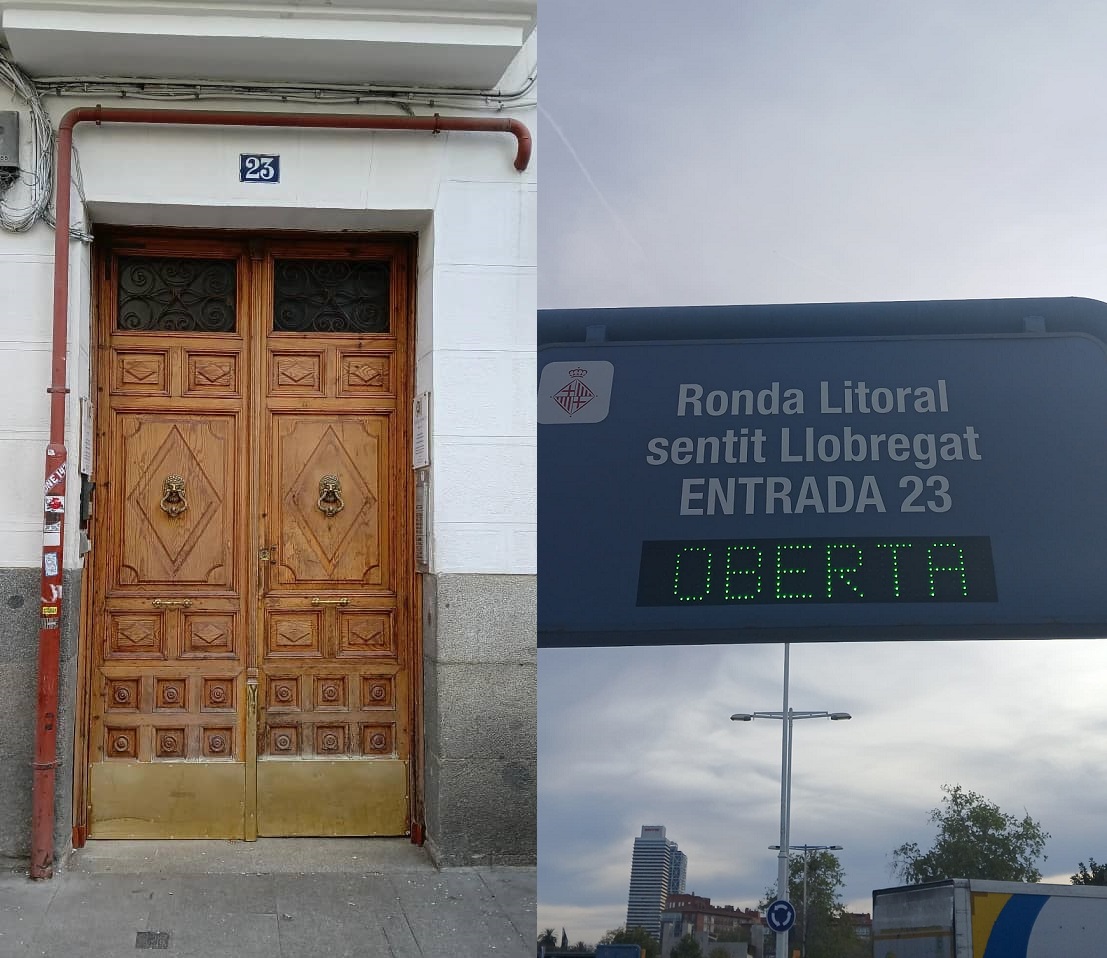 23
Ronda Litoral
sentit Llobregat
ENTRADA 23
OBERTA